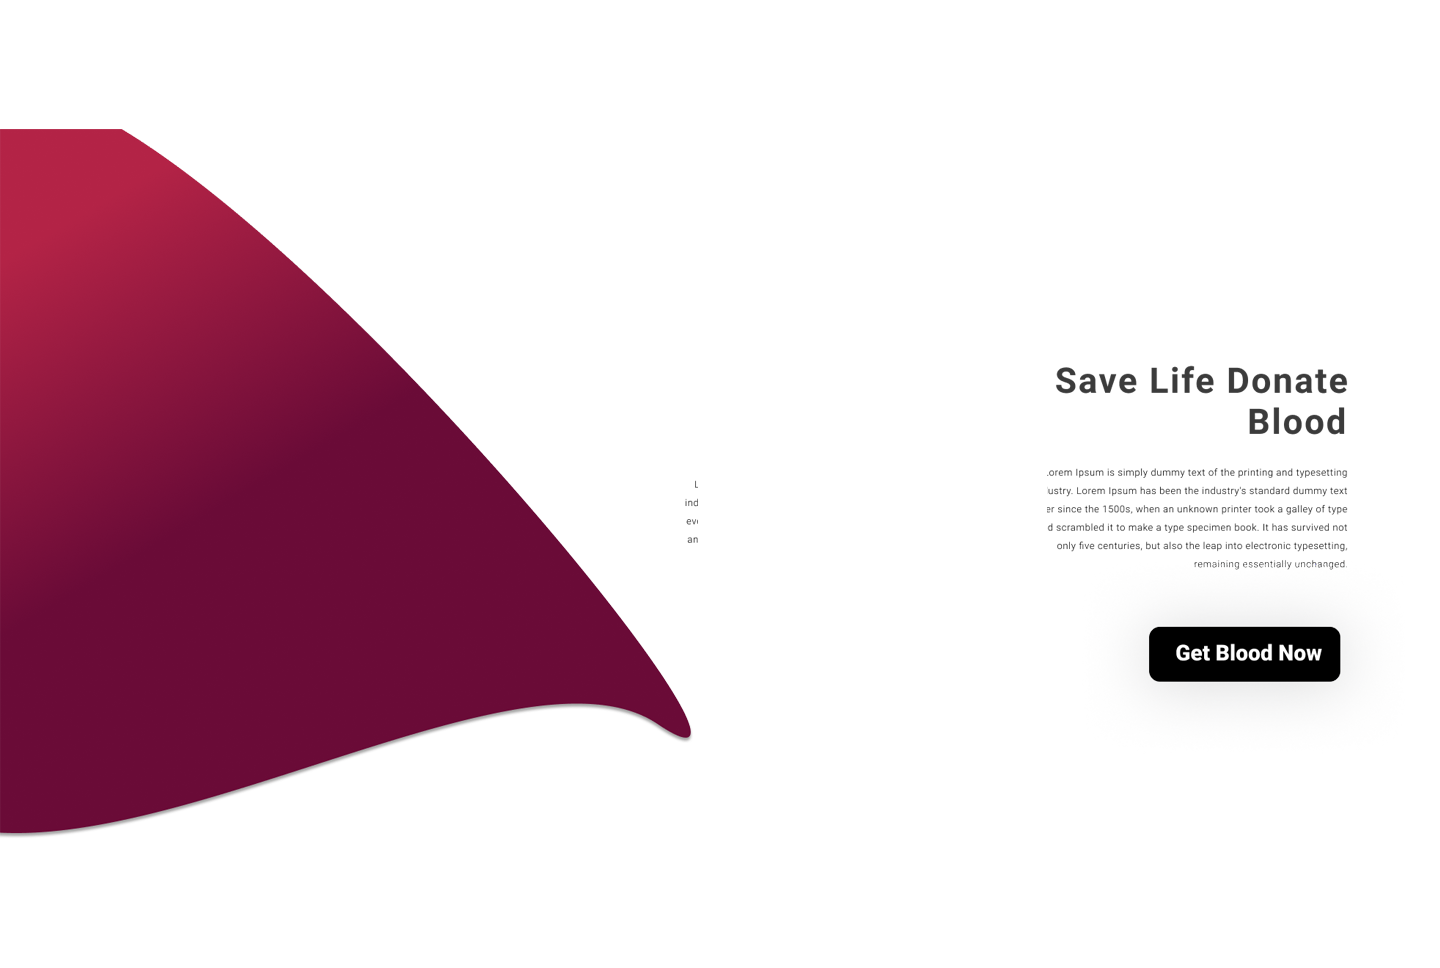 Save Life Donate
Blood
orem Ipsum is simply dummy text of the printing and typesetting
ustry. Lorem Ipsum has been the industry's standard dummy text
er since the 1500s, when an unknown printer took a galley of type
d scrambled it to make a type specimen book. It has survived not
only five centuries, but also the leap into electronic typesetting,
remaining essentially unchanged.
L
ind
eve
an
Get Blood Now